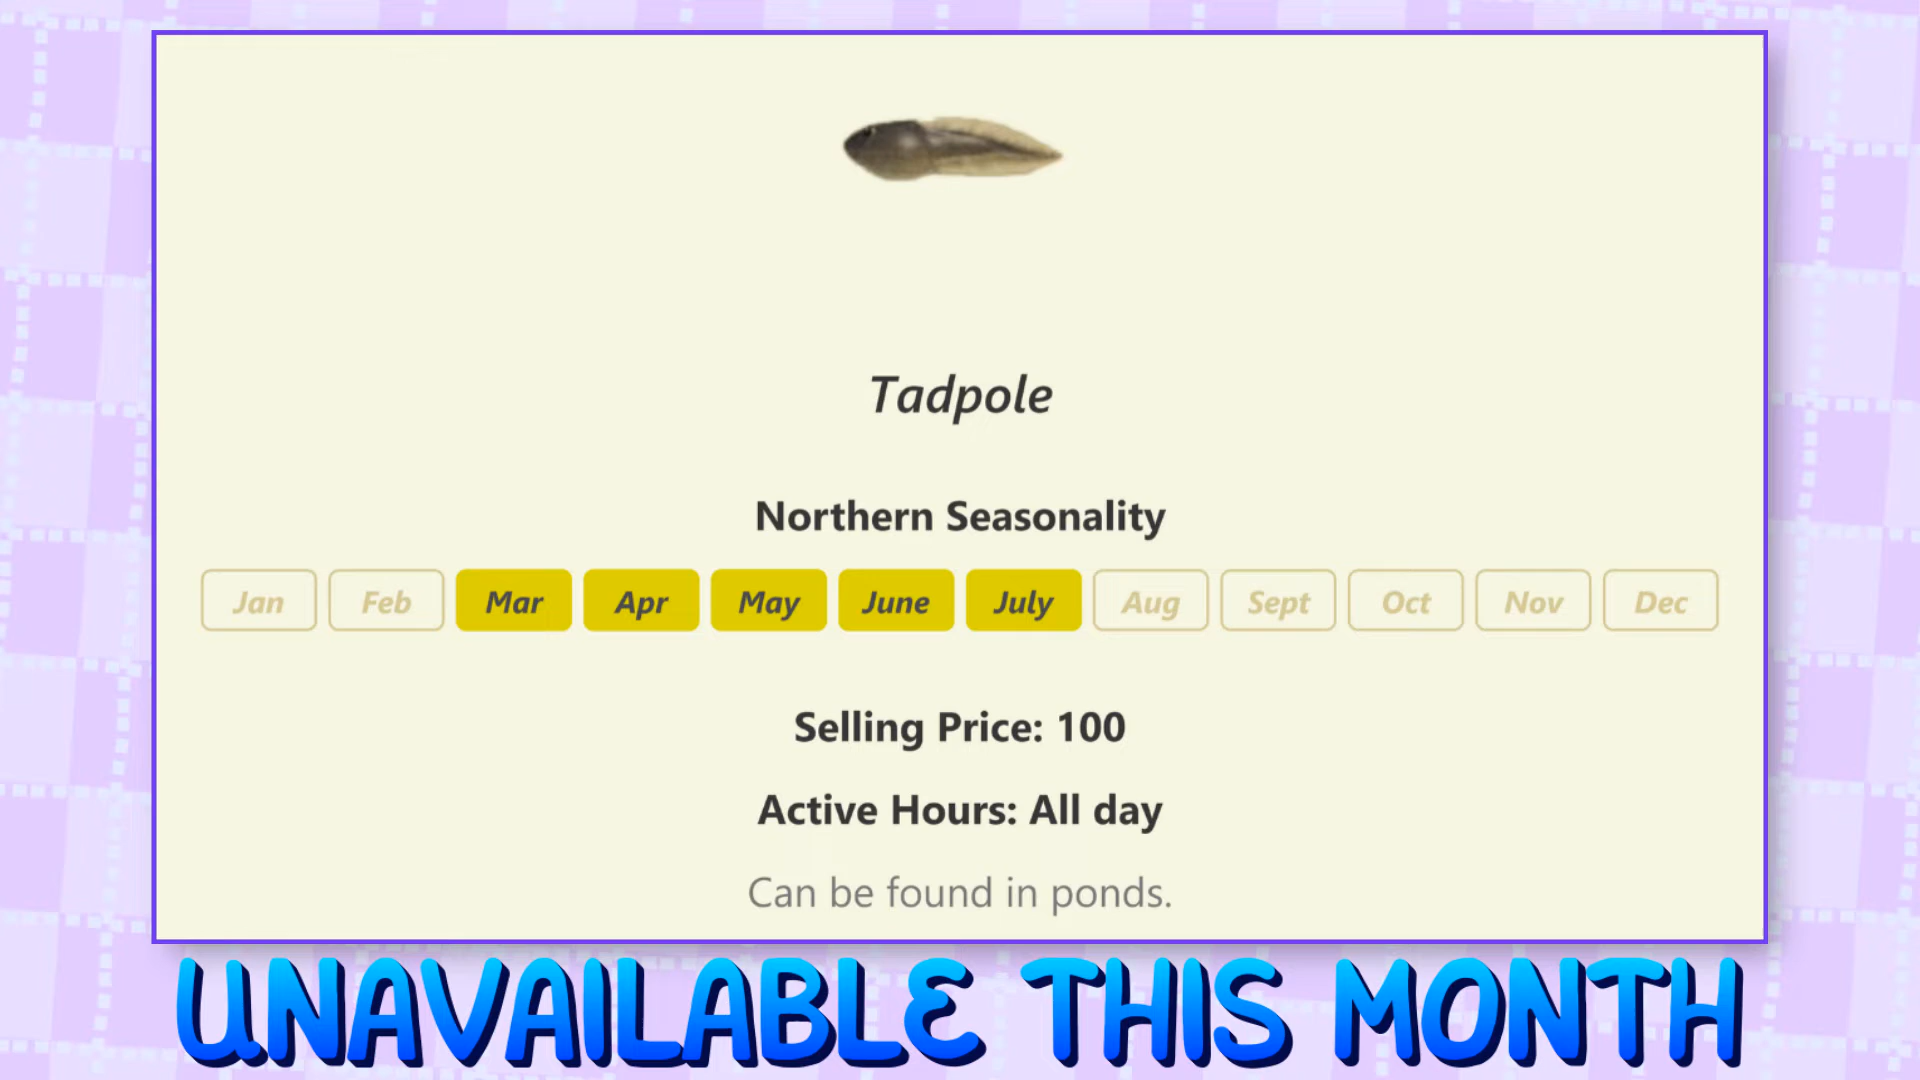 Tadpole
Northern Seasonality
Jan Feb Mar Apr May June July Aug Sept Oct Nov Dec
Selling Price: 100
Active Hours: All day
Can be found in ponds.
UNAVAILABLE THIS MONTH